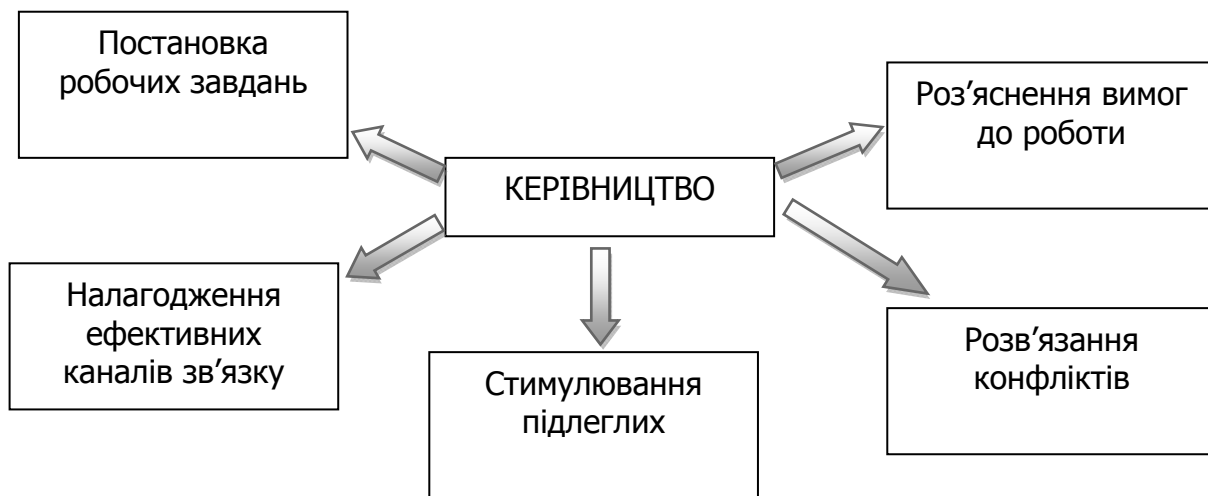 Постановка
робочих завдань
Роз’яснення вимог
до роботи
КЕРІВНИЦТВО
Налагодження
ефективних
каналів зв’язку
Стимулювання
підлеглих
Розв’язання
конфліктів